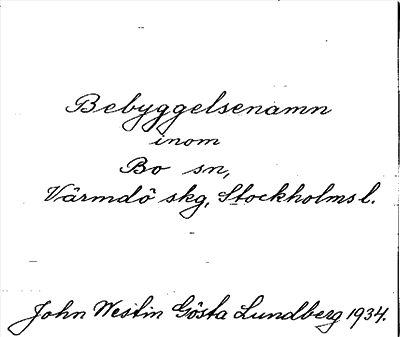 Bebyggelsenamn
inom
Bo sn,
Värmdö skg, Stockholms l.
John Westin Gösta Lundberg 1934.